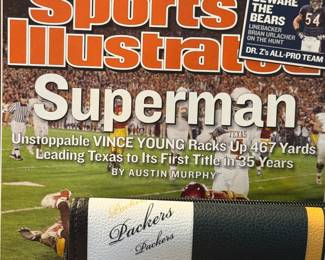 BEWARE
THE
BEARS
LINEBACKER
BRIAN URLACHER
ON THE HUNT
DR. Z's ALL-PRO TEAM
54
Sports
Illustrated
Superman
Unstoppable VINCE YOUNG Racks Up 467 Yards
Leading Texas to Its First Title in 35 Years
BY AUSTIN MURPHY
TEXAS
Packers
Packers
Packers